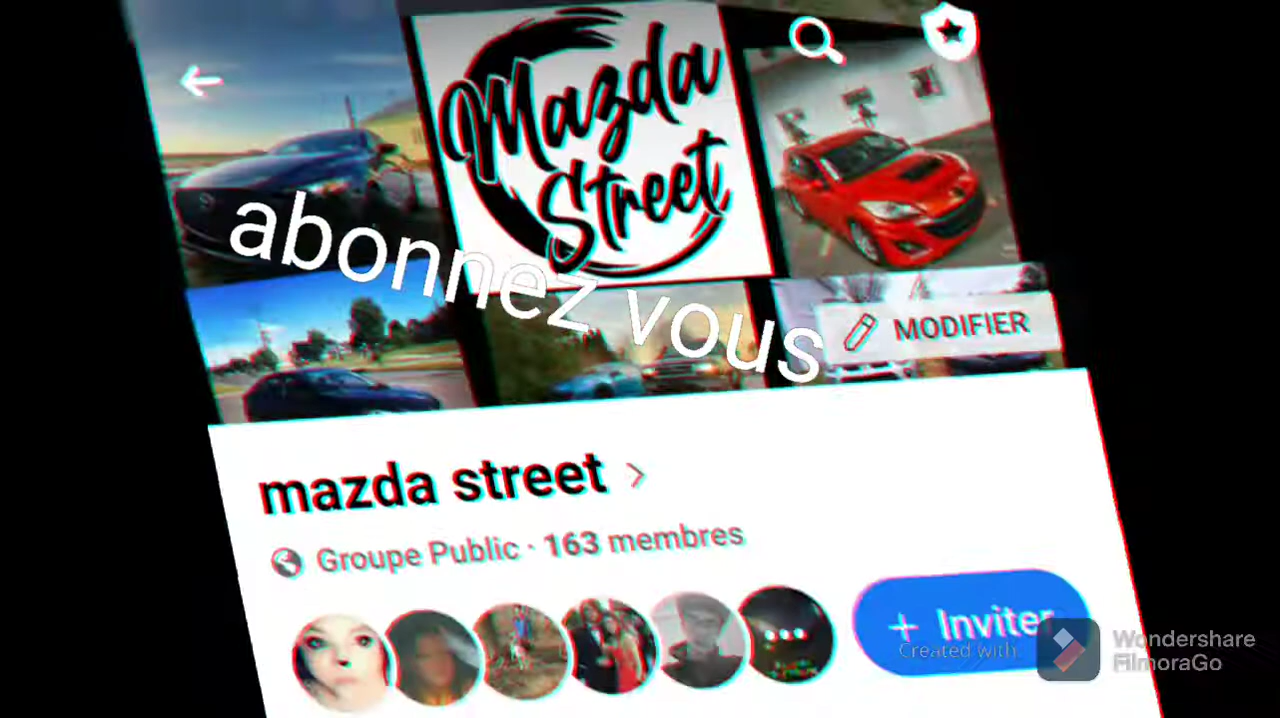 Mazda
Street
abonnez vous
MODIFIER
mazda street
Groupe Public · 163 membres
+ Inviter
Created with
Wondershare
FilmoraGo